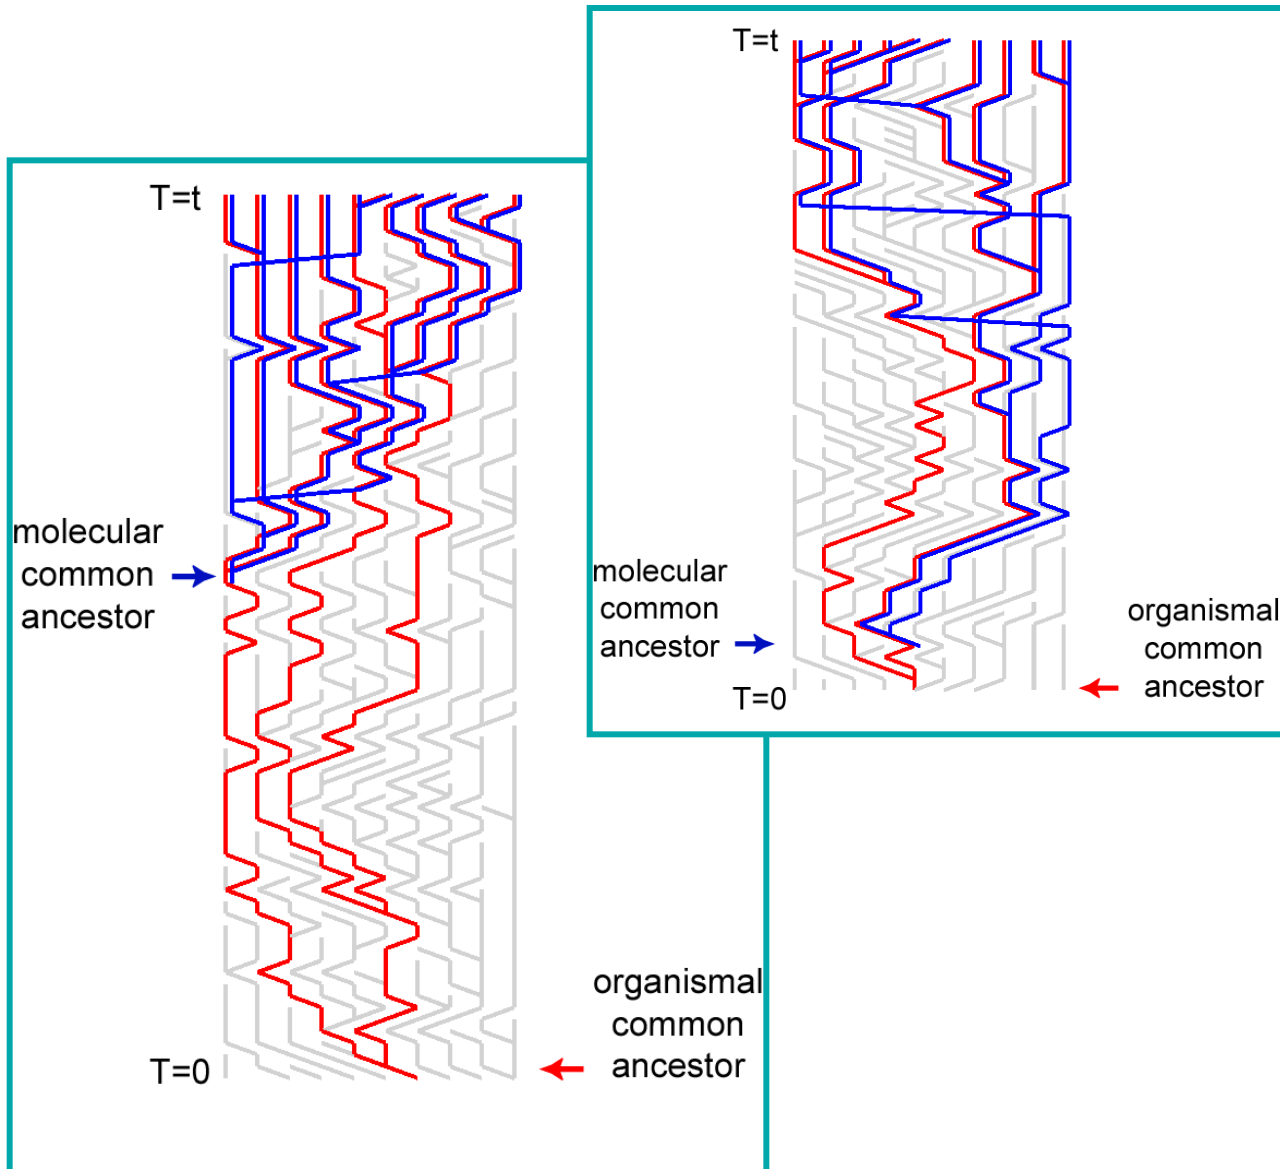 T=t
molecular
common
ancestor
organismal
common
ancestor
T=0
T=t
molecular
common
ancestor
organismal
common
ancestor
T=0